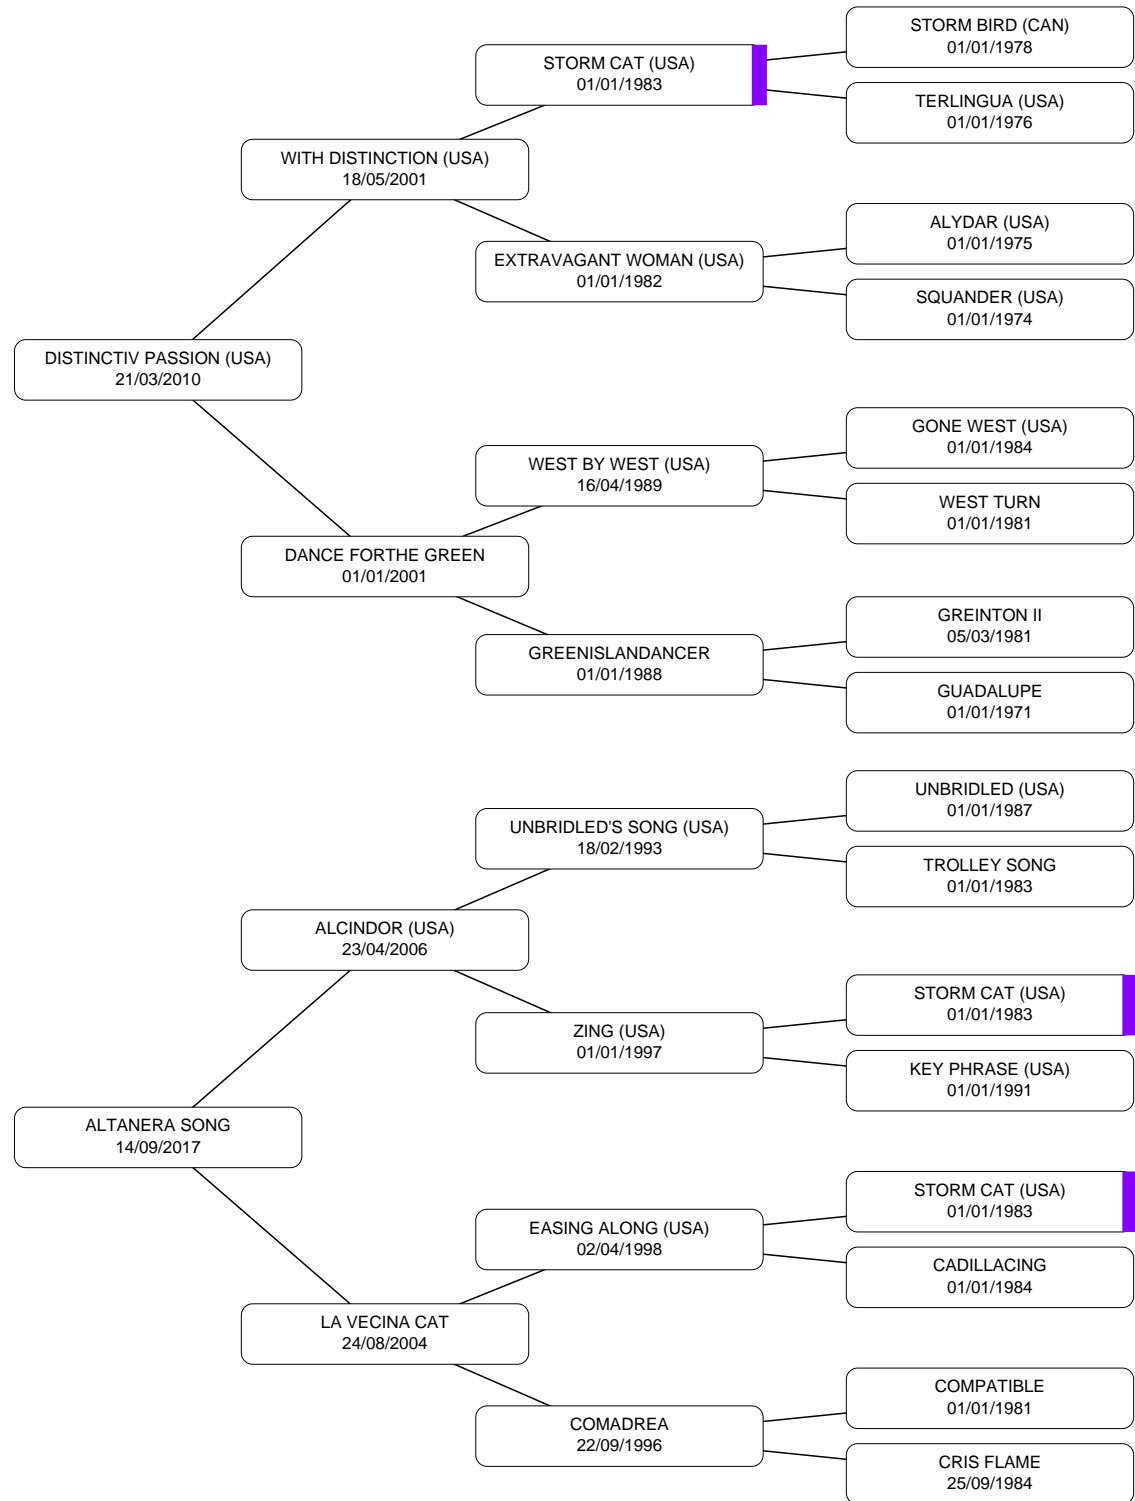 STORM BIRD (CAN)
01/01/1978
STORM CAT (USA)
01/01/1983
TERLINGUA (USA)
01/01/1976
WITH DISTINCTION (USA)
18/05/2001
ALYDAR (USA)
01/01/1975
EXTRAVAGANT WOMAN (USA)
01/01/1982
SQUANDER (USA)
01/01/1974
DISTINCTIV PASSION (USA)
21/03/2010
GONE WEST (USA)
01/01/1984
WEST BY WEST (USA)
16/04/1989
WEST TURN
01/01/1981
DANCE FORTHE GREEN
01/01/2001
GREINTON II
05/03/1981
GREENISLANDANCER
01/01/1988
GUADALUPE
01/01/1971
UNBRIDLED (USA)
01/01/1987
UNBRIDLED'S SONG (USA)
18/02/1993
TROLLEY SONG
01/01/1983
ALCINDOR (USA)
23/04/2006
STORM CAT (USA)
01/01/1983
ZING (USA)
01/01/1997
KEY PHRASE (USA)
01/01/1991
ALTANERA SONG
14/09/2017
STORM CAT (USA)
01/01/1983
EASING ALONG (USA)
02/04/1998
CADILLACING
01/01/1984
LA VECINA CAT
24/08/2004
COMPATIBLE
01/01/1981
COMADREA
22/09/1996
CRIS FLAME
25/09/1984